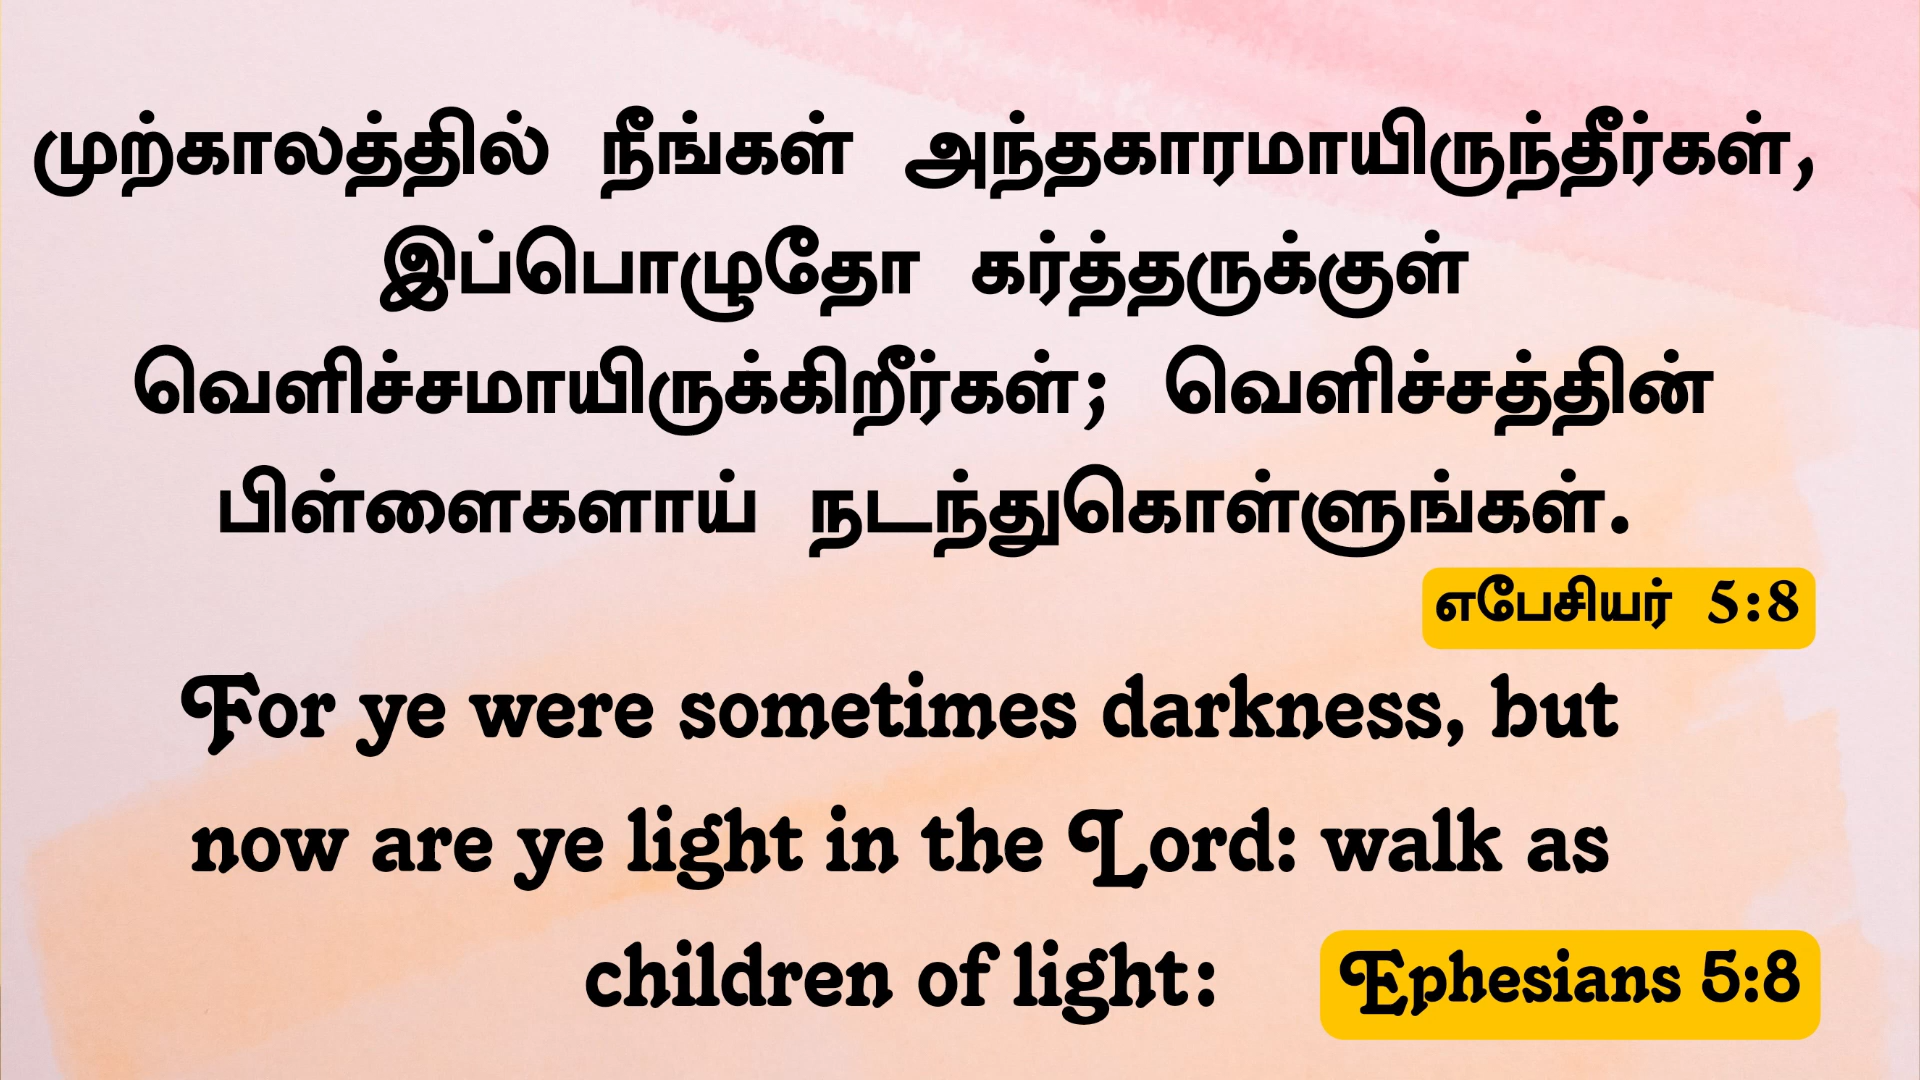 முற்காலத்தில் நீங்கள் அந்தகாரமாயிருந்தீர்கள்,
இப்பொழுதோ கர்த்தருக்குள்
வெளிச்சமாயிருக்கிறீர்கள்; வெளிச்சத்தின்
பிள்ளைகளாய் நடந்துகொள்ளுங்கள்.
எபேசியர் 5:8
For ye were sometimes darkness, but
now are ye light in the Lord: walk as
children of light:
Ephesians 5:8